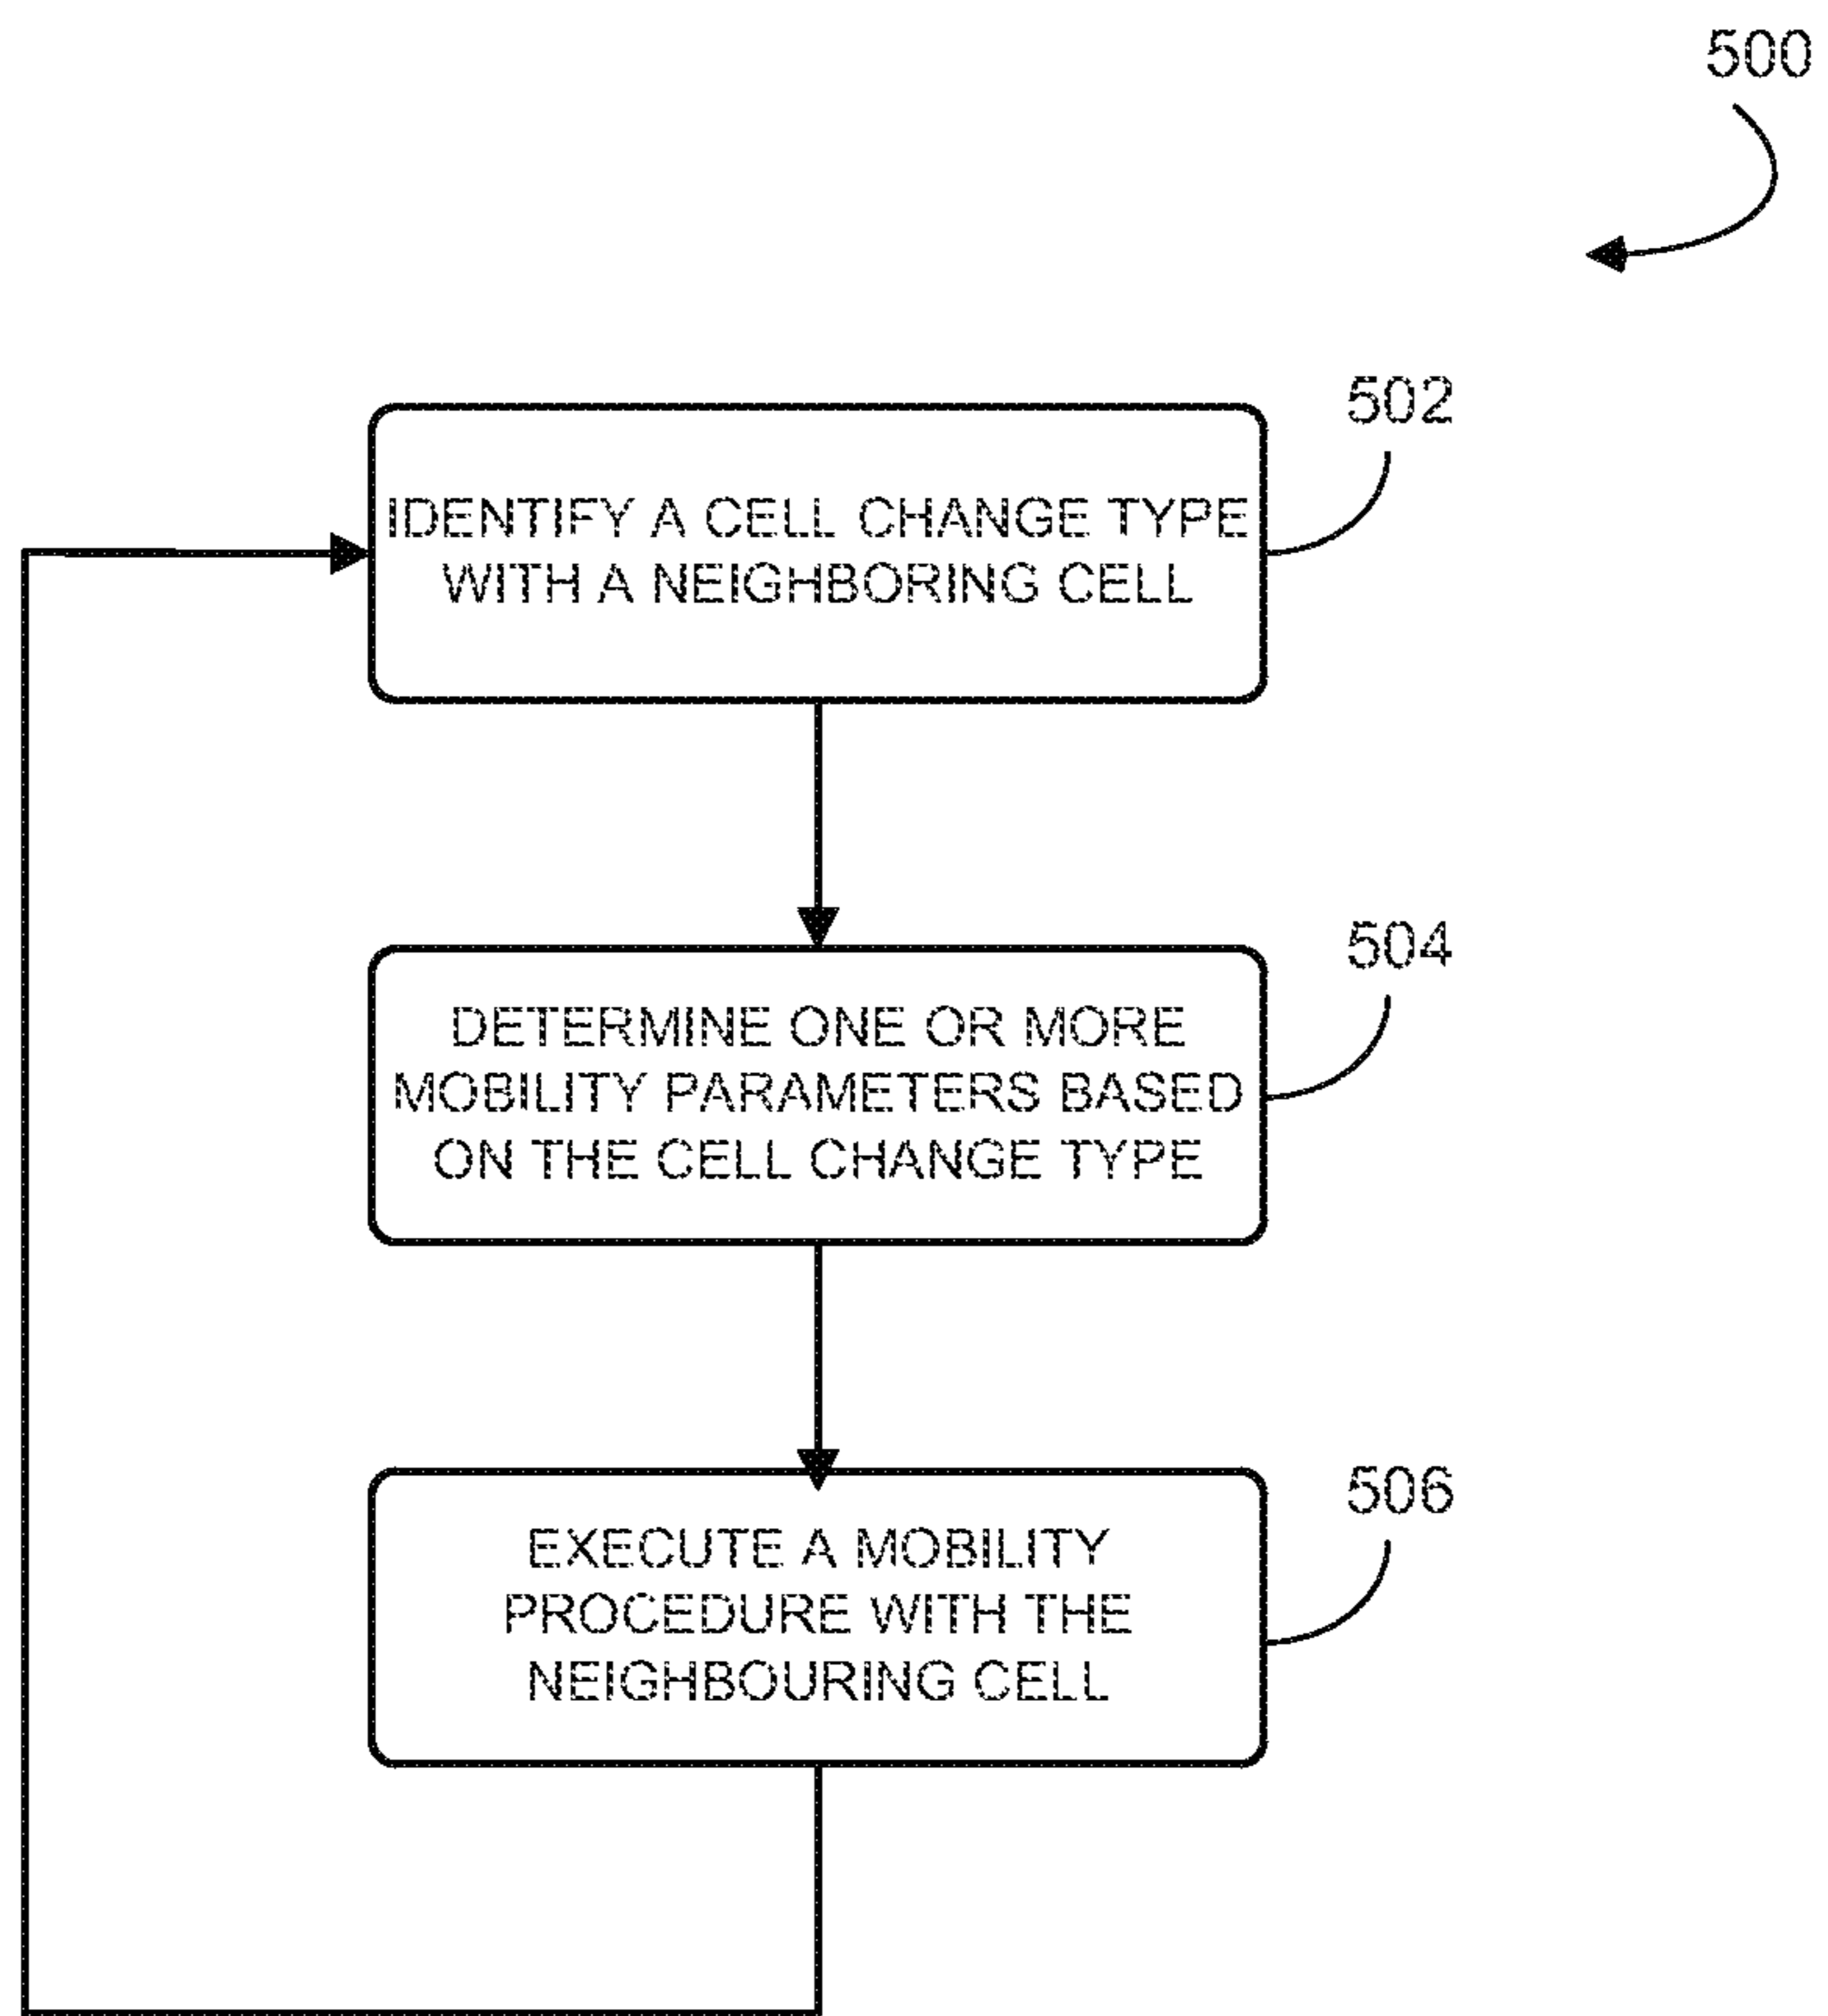 500
502
IDENTIFY A CELL CHANGE TYPE
WITH A NEIGHBORING CELL
504
DETERMINE ONE OR MORE
MOBILITY PARAMETERS BASED
ON THE CELL CHANGE TYPE
506
EXECUTE A MOBILITY
PROCEDURE WITH THE
NEIGHBOURING CELL